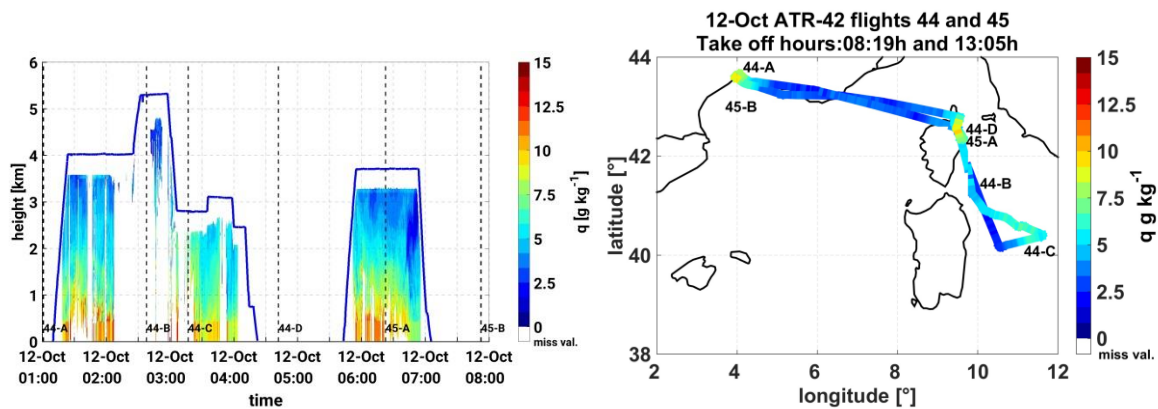 6
5
4
3
2
1
0
height [km]
44-A
44-B
44-C
44-D
45-A
45-B
12-Oct 12-Oct 12-Oct 12-Oct 12-Oct 12-Oct 12-Oct 12-Oct
01:00 02:00 03:00 04:00 05:00 06:00 07:00 08:00
time
15
12.5
10
7.5
5
2.5
0
miss val.
q [g kg-1]
12-Oct ATR-42 flights 44 and 45
Take off hours:08:19h and 13:05h
44
42
40
38
latitude [°]
44-A
45-B
44-D
45-A
44-B
44-C
2 4 6 8 10 12
longitude [°]
15
12.5
10
7.5
5
2.5
0
miss val.
q g kg-1]